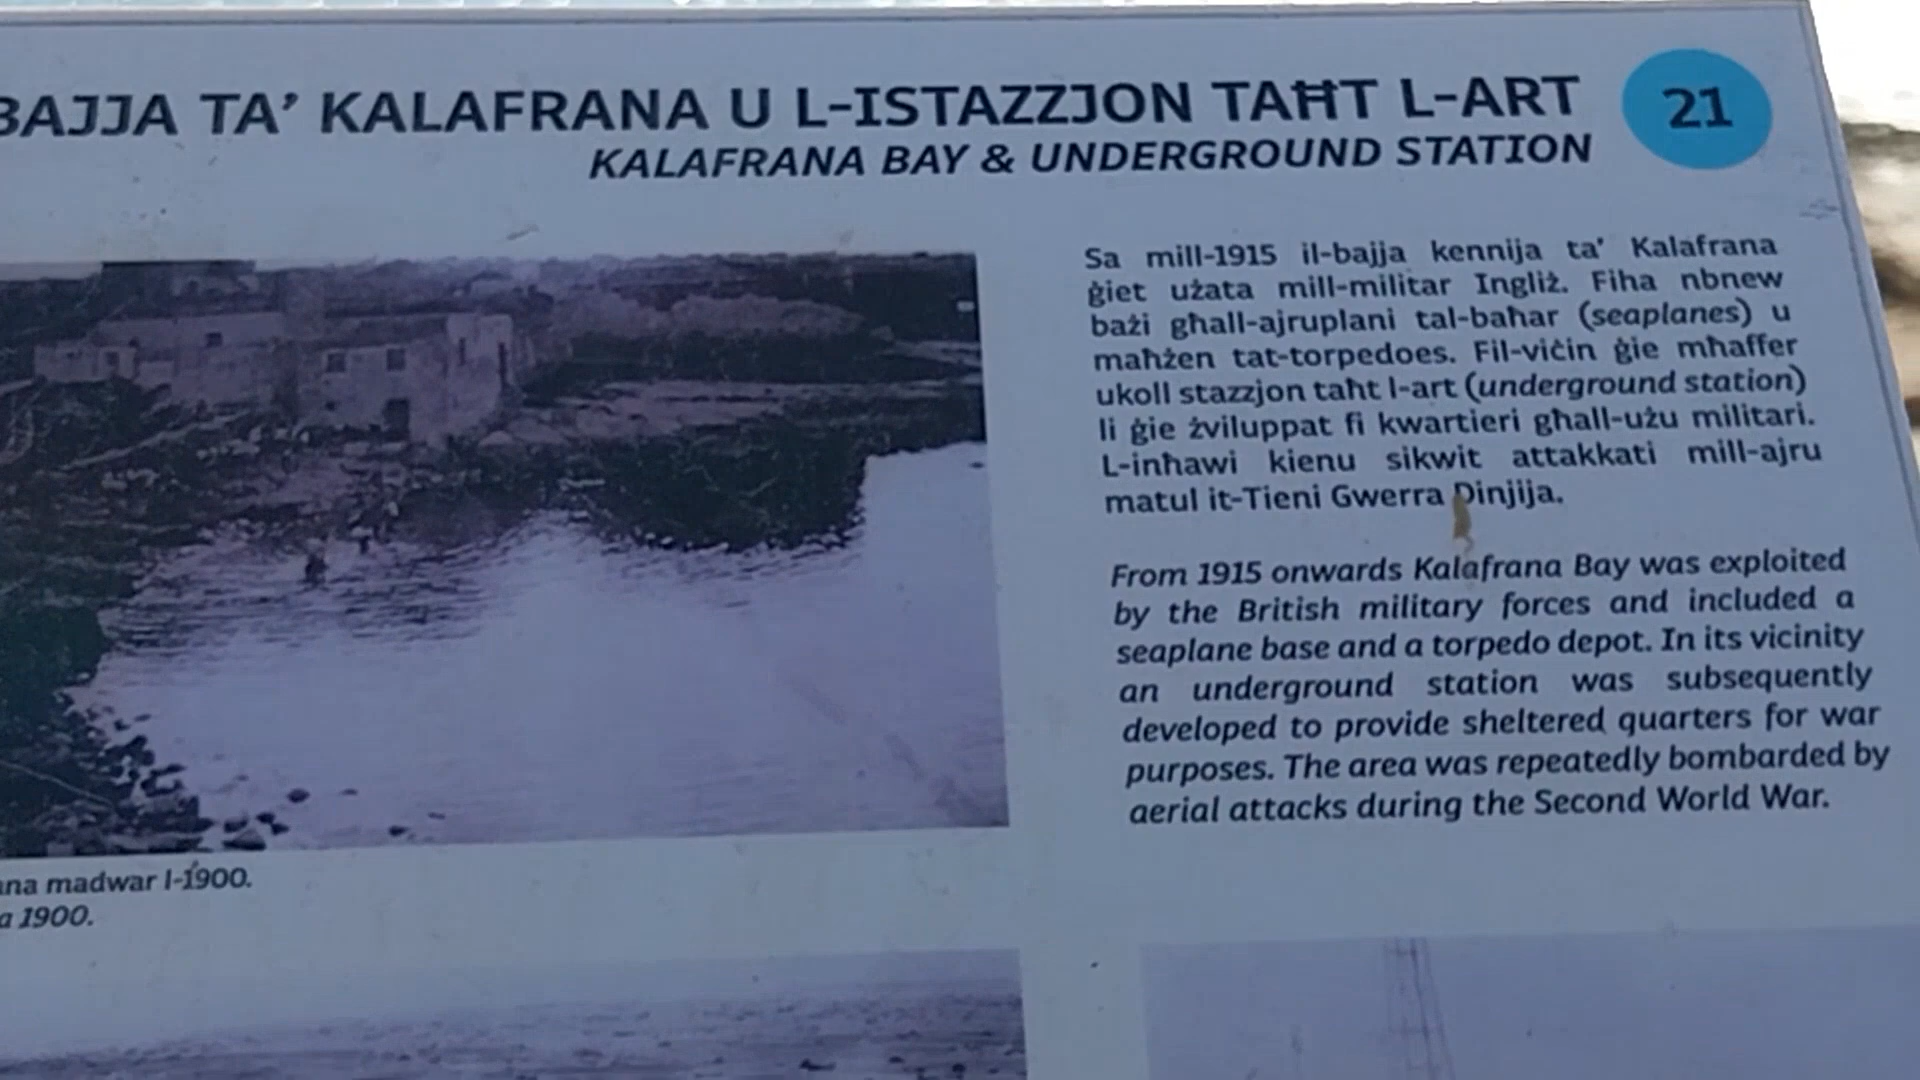 BAJJA TA’ KALAFRANA U L-ISTAZZJON TAĦT L-ART
21
KALAFRANA BAY & UNDERGROUND STATION
Sa mill-1915 il-bajja kennija ta’ Kalafrana
ġiet użata mill-militar Ingliż. Fiha nbnew
bażi għall-ajruplani tal-baħar (seaplanes) u
maħżen tat-torpedoes. Fil-viċin ġie mħaffer
ukoll stazzjon taħt l-art (underground station)
li ġie żviluppat fi kwartieri għall-użu militari.
L-inħawi kienu sikwit attakkati mill-ajru
matul it-Tieni Gwerra Dinjija.
From 1915 onwards Kalafrana Bay was exploited
by the British military forces and included a
seaplane base and a torpedo depot. In its vicinity
an underground station was subsequently
developed to provide sheltered quarters for war
purposes. The area was repeatedly bombarded by
aerial attacks during the Second World War.
madwar l-1900.
1900.